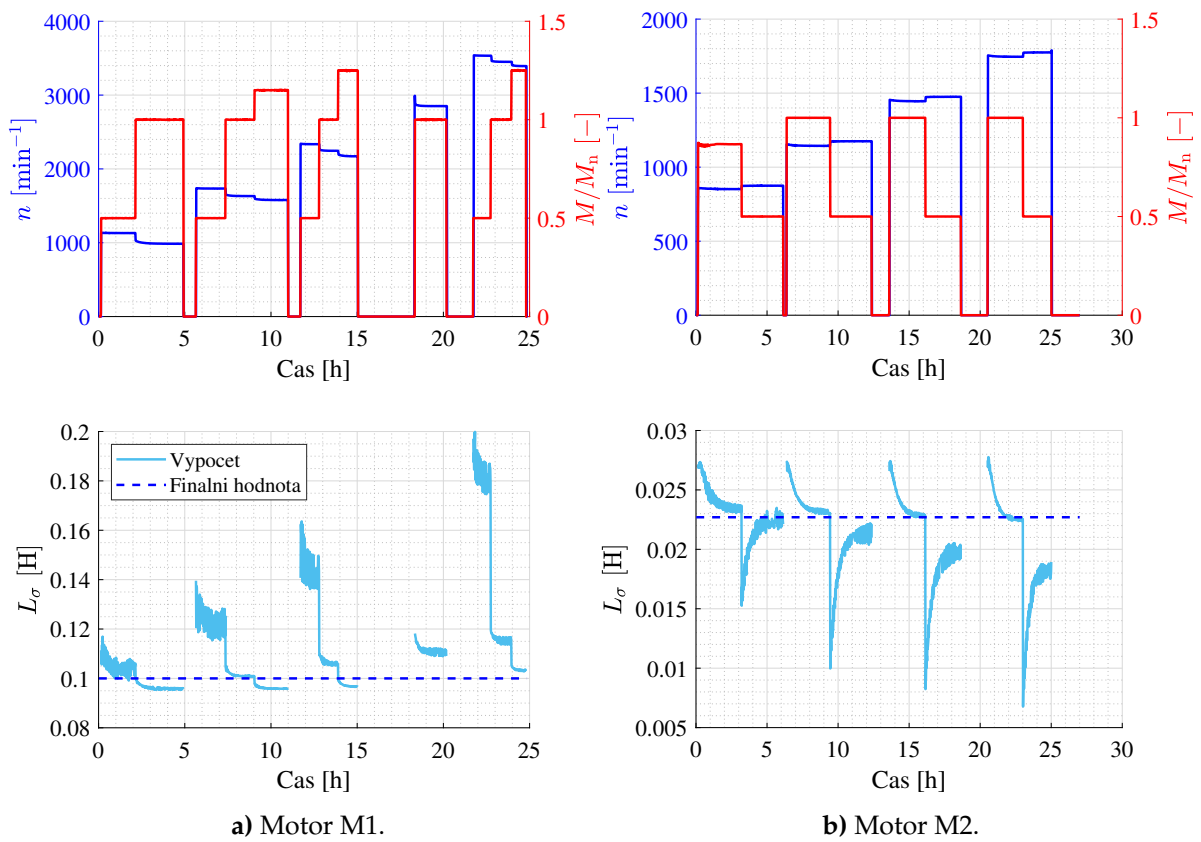 4000
3000
2000
1000
0
n [min⁻¹]
1.5
1
0.5
0
M/Mₙ [−]
0 5 10 15 20 25
Cas [h]
2000
1500
1000
500
0
n [min⁻¹]
1.5
1
0.5
0
M/Mₙ [−]
0 5 10 15 20 25 30
Cas [h]
0.2
0.18
0.16
0.14
0.12
0.1
0.08
L_σ [H]
Vypocet
Finalni hodnota
0 5 10 15 20 25
Cas [h]
0.03
0.025
0.02
0.015
0.01
0.005
L_σ [H]
0 5 10 15 20 25 30
Cas [h]
a) Motor M1.
b) Motor M2.